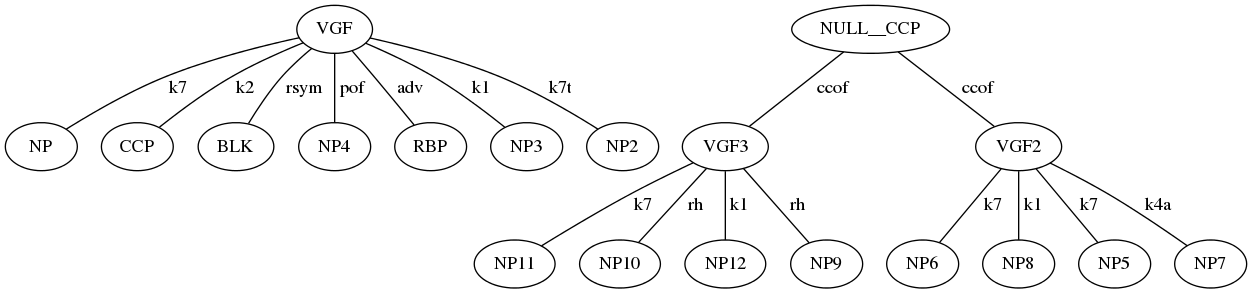 VGF NULL__CCP
k7 k2 rsym pof adv k1 k7t ccof ccof
NP CCP BLK NP4 RBP NP3 NP2 VGF3 VGF2
k7 rh k1 rh k7 k1 k7 k4a
NP11 NP10 NP12 NP9 NP6 NP8 NP5 NP7